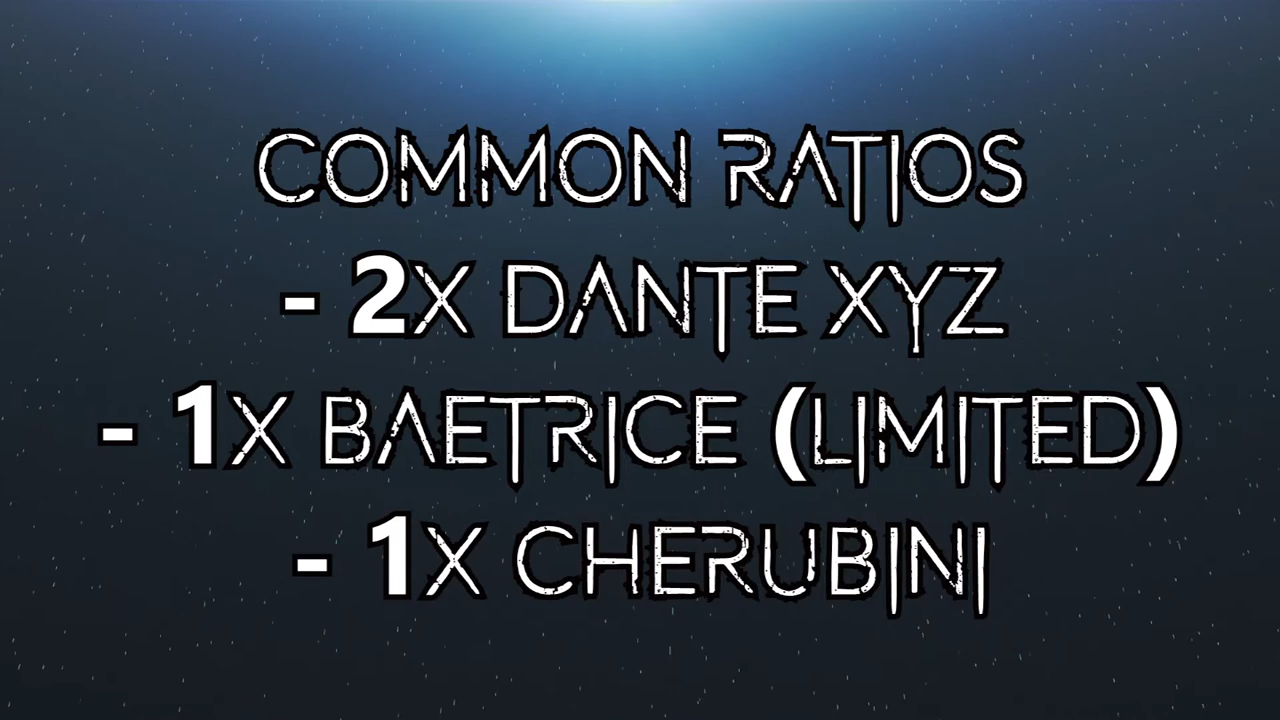 COMMON RATIOS
- 2X DANTE XYZ
- 1X BAETRICE (LIMITED)
- 1X CHERUBINI